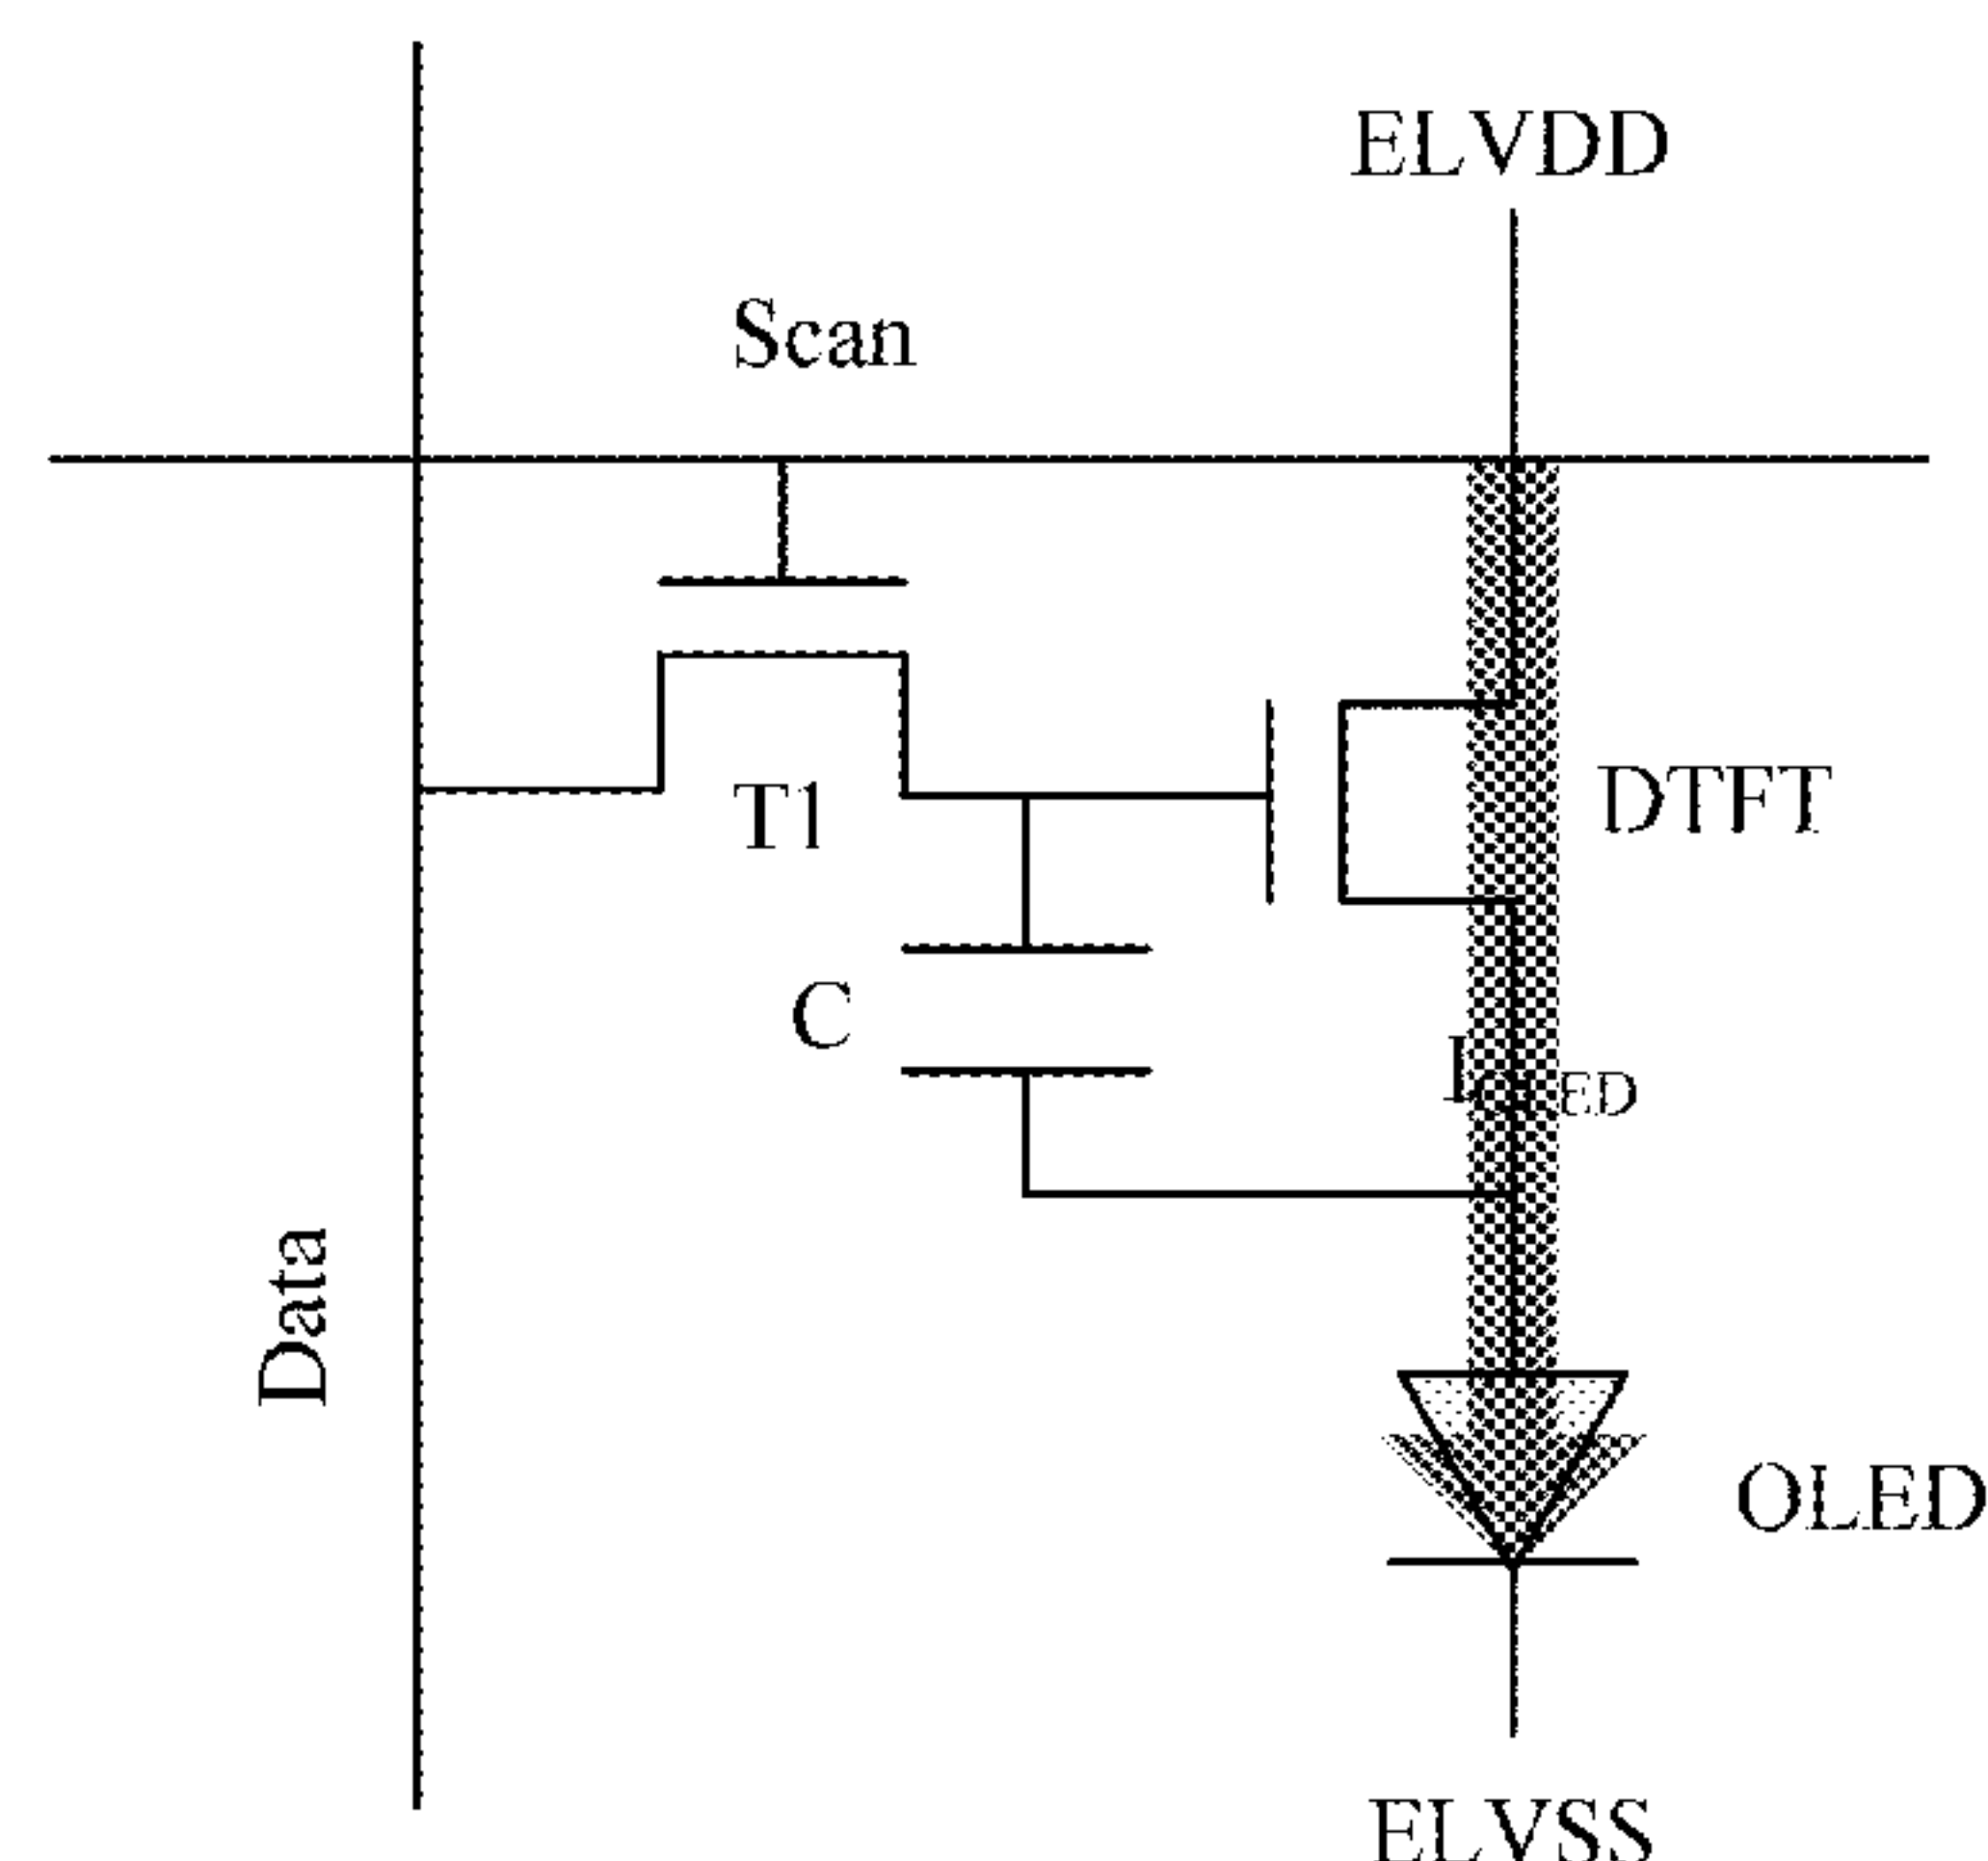 ELVDD
Scan
DTFT
T1
C
Data
OLED
ELVSS